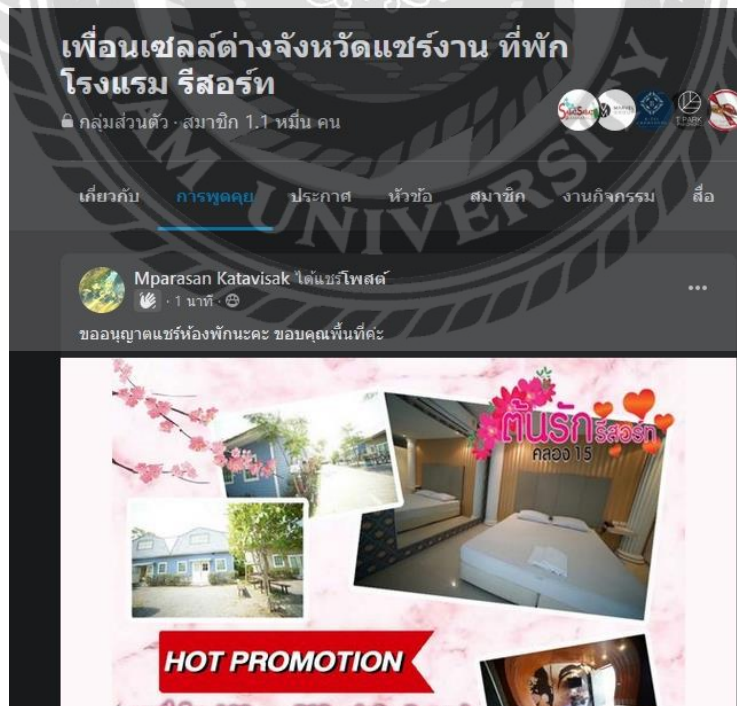 เพื่อนเซลล์ต่างจังหวัดแชร์งาน ที่พัก
โรงแรม รีสอร์ท
กลุ่มส่วนตัว · สมาชิก 1.1 หมื่น คน
T PARK
เกี่ยวกับ การพูดคุย ประกาศ หัวข้อ สมาชิก งานกิจกรรม สื่อ
SIAM UNIVERSITY
Mparasan Katavisak ได้แชร์โพสต์
· 1 นาที ·
ขออนุญาตแชร์ห้องพักนะคะ ขอบคุณพื้นที่ค่ะ
ต้นรักรีสอร์ท
คลอง 15
HOT PROMOTION